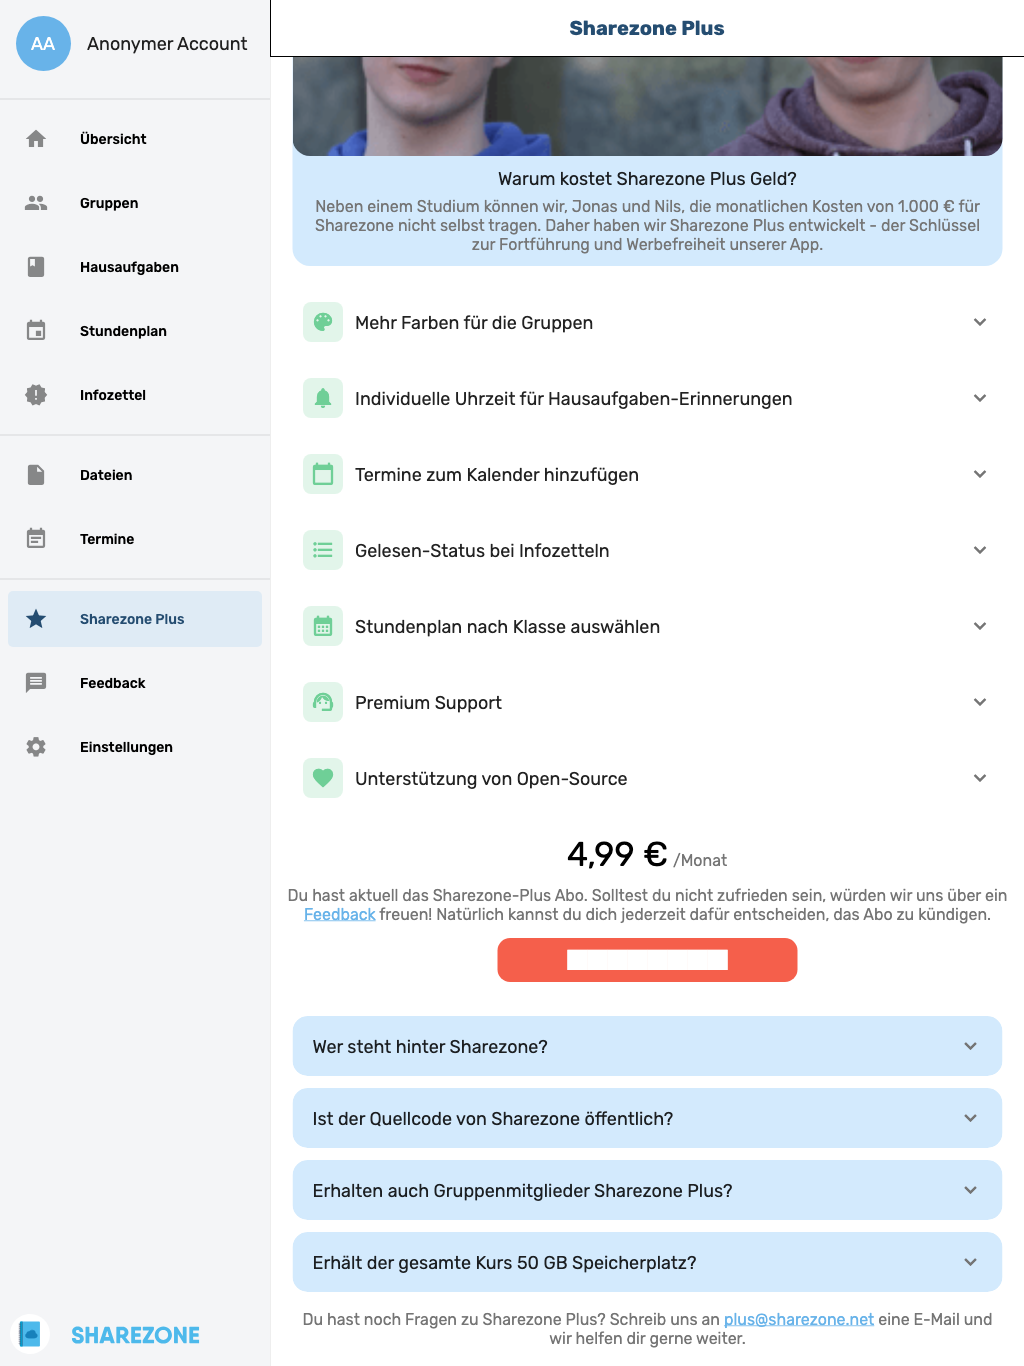 AA
Anonymer Account
Übersicht
Gruppen
Hausaufgaben
Stundenplan
Infozettel
Dateien
Termine
Sharezone Plus
Feedback
Einstellungen
SHAREZONE
Sharezone Plus
Warum kostet Sharezone Plus Geld?
Neben einem Studium können wir, Jonas und Nils, die monatlichen Kosten von 1.000 € für
Sharezone nicht selbst tragen. Daher haben wir Sharezone Plus entwickelt - der Schlüssel
zur Fortführung und Werbefreiheit unserer App.
Mehr Farben für die Gruppen
Individuelle Uhrzeit für Hausaufgaben-Erinnerungen
Termine zum Kalender hinzufügen
Gelesen-Status bei Infozetteln
Stundenplan nach Klasse auswählen
Premium Support
Unterstützung von Open-Source
4,99 € /Monat
Du hast aktuell das Sharezone-Plus Abo. Solltest du nicht zufrieden sein, würden wir uns über ein
Feedback freuen! Natürlich kannst du dich jederzeit dafür entscheiden, das Abo zu kündigen.
Wer steht hinter Sharezone?
Ist der Quellcode von Sharezone öffentlich?
Erhalten auch Gruppenmitglieder Sharezone Plus?
Erhält der gesamte Kurs 50 GB Speicherplatz?
Du hast noch Fragen zu Sharezone Plus? Schreib uns an plus@sharezone.net eine E-Mail und
wir helfen dir gerne weiter.